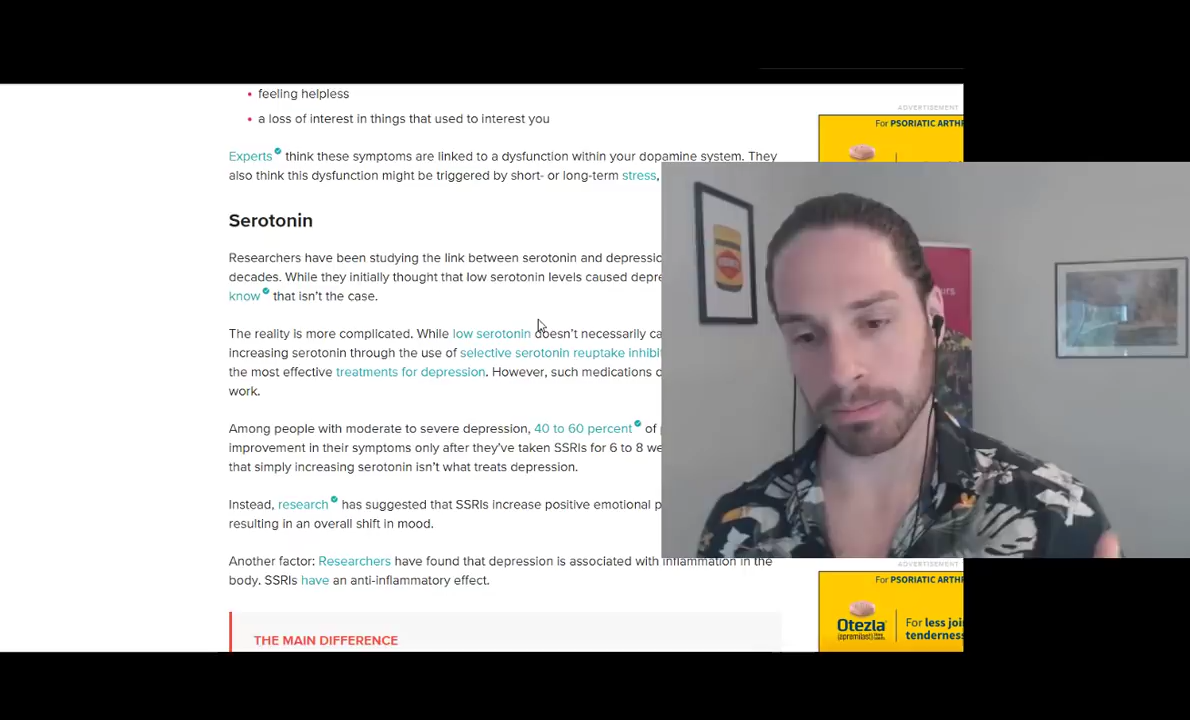 feeling helpless
a loss of interest in things that used to interest you
Experts think these symptoms are linked to a dysfunction within your dopamine system. They
also think this dysfunction might be triggered by short- or long-term stress,
Serotonin
Researchers have been studying the link between serotonin and depressio
decades. While they initially thought that low serotonin levels caused depre
know that isn't the case.
The reality is more complicated. While low serotonin doesn't necessarily ca
increasing serotonin through the use of selective serotonin reuptake inhibit
the most effective treatments for depression. However, such medications
work.
Among people with moderate to severe depression, 40 to 60 percent of
improvement in their symptoms only after they've taken SSRIs for 6 to 8 we
that simply increasing serotonin isn't what treats depression.
Instead, research has suggested that SSRIs increase positive emotional p
resulting in an overall shift in mood.
Another factor: Researchers have found that depression is associated with inflammation in the
body. SSRIs have an anti-inflammatory effect.
THE MAIN DIFFERENCE
ADVERTISEMENT
For PSORIATIC ARTH
ADVERTISEMENT
For PSORIATIC ARTH
Otezla
(apremilast)
For less join
tenderness